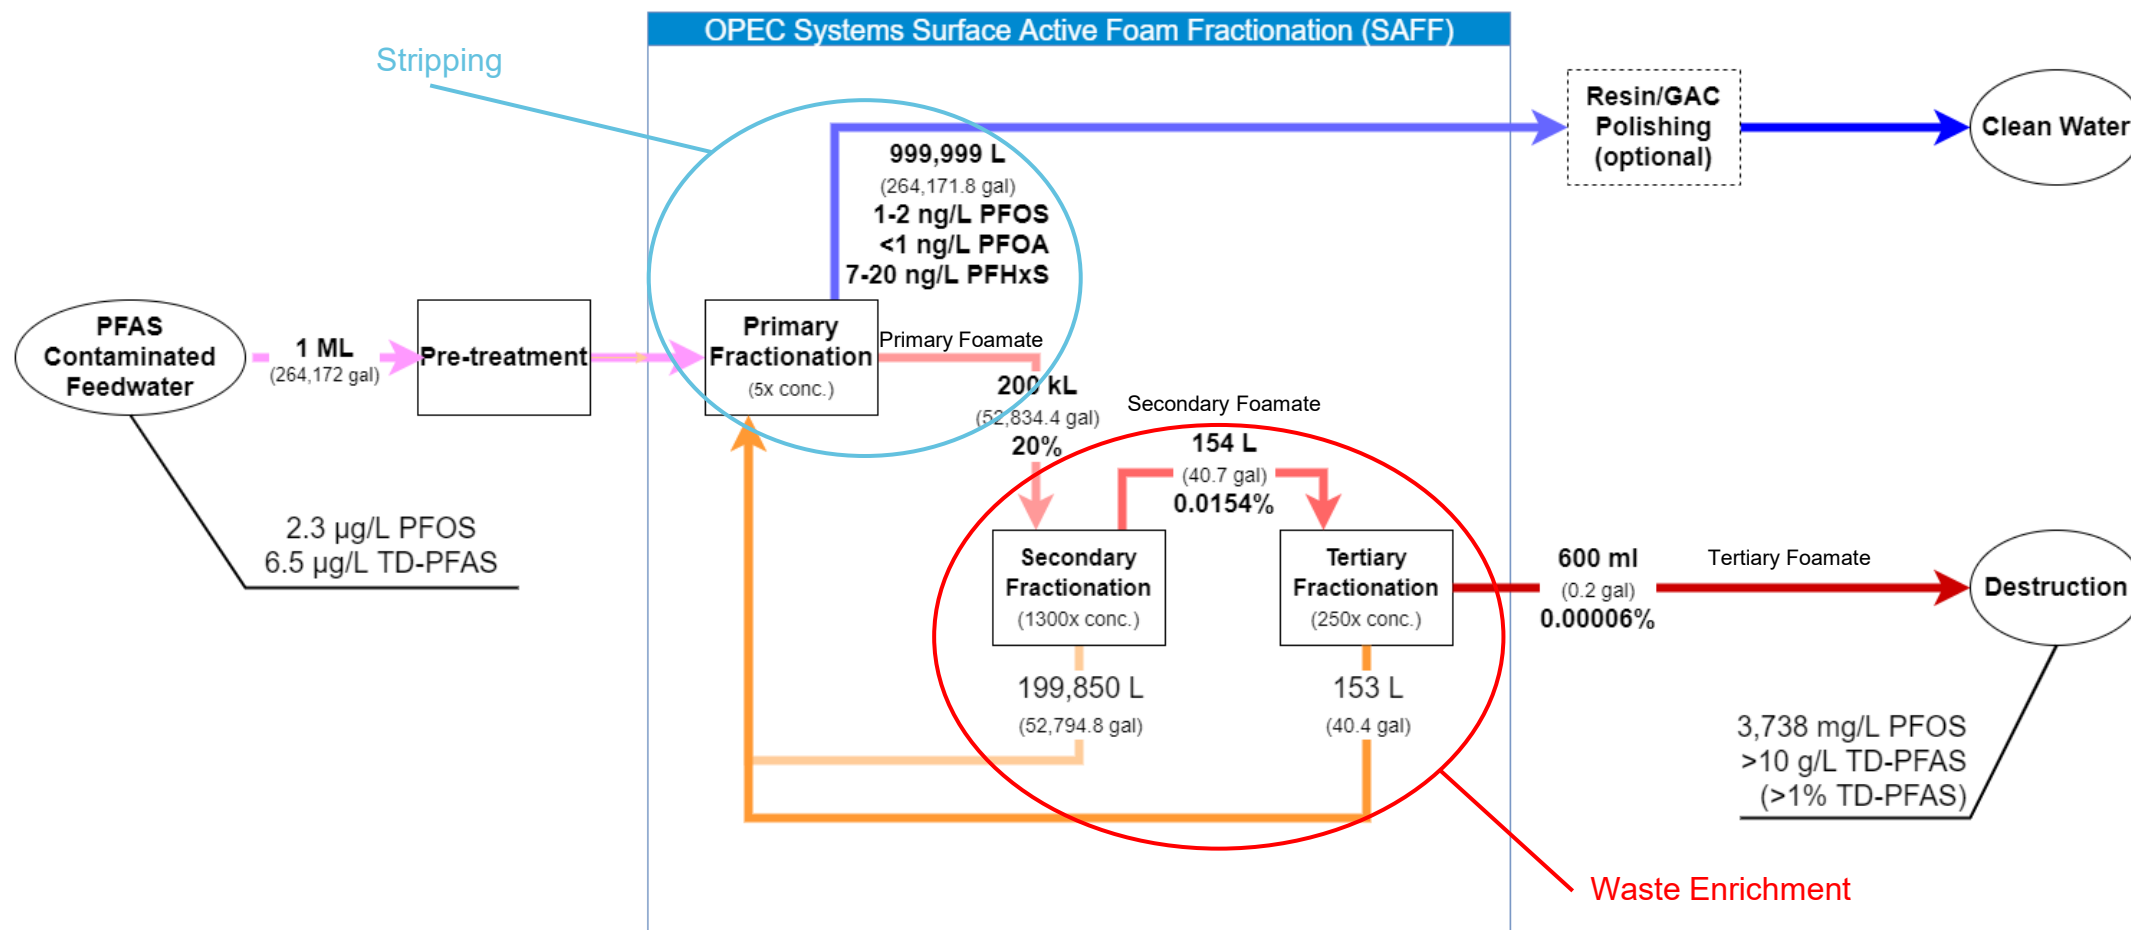 OPEC Systems Surface Active Foam Fractionation (SAFF)
Stripping
Resin/GAC
Polishing
(optional)
Clean Water
999,999 L
(264,171.8 gal)
1-2 ng/L PFOS
<1 ng/L PFOA
7-20 ng/L PFHxS
PFAS
Contaminated
Feedwater
1 ML
(264,172 gal)
Pre-treatment
Primary
Fractionation
(5x conc.)
Primary Foamate
200 kL
(52,834.4 gal)
20%
Secondary Foamate
154 L
(40.7 gal)
0.0154%
2.3 µg/L PFOS
6.5 µg/L TD-PFAS
Secondary
Fractionation
(1300x conc.)
Tertiary
Fractionation
(250x conc.)
600 ml
(0.2 gal)
0.00006%
Tertiary Foamate
Destruction
199,850 L
(52,794.8 gal)
153 L
(40.4 gal)
3,738 mg/L PFOS
>10 g/L TD-PFAS
(>1% TD-PFAS)
Waste Enrichment